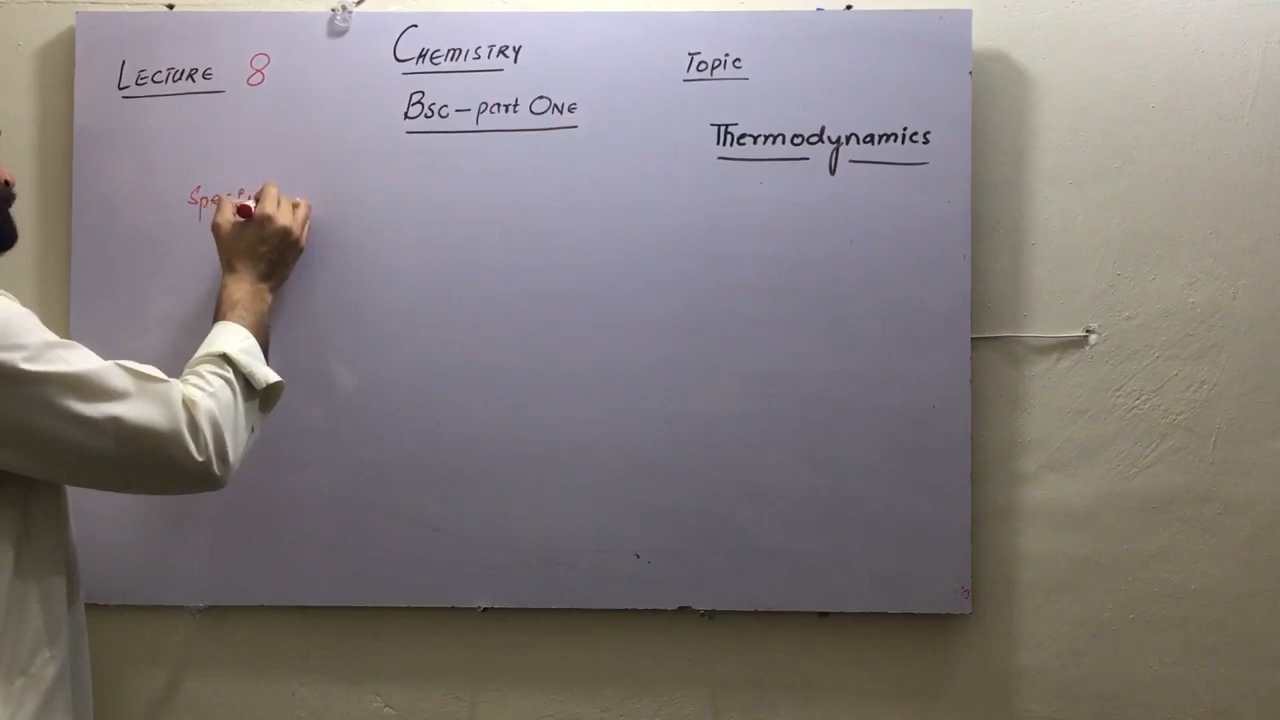 LECTURE 8
CHEMISTRY
Bsc-part ONE
Topic
Thermodynamics